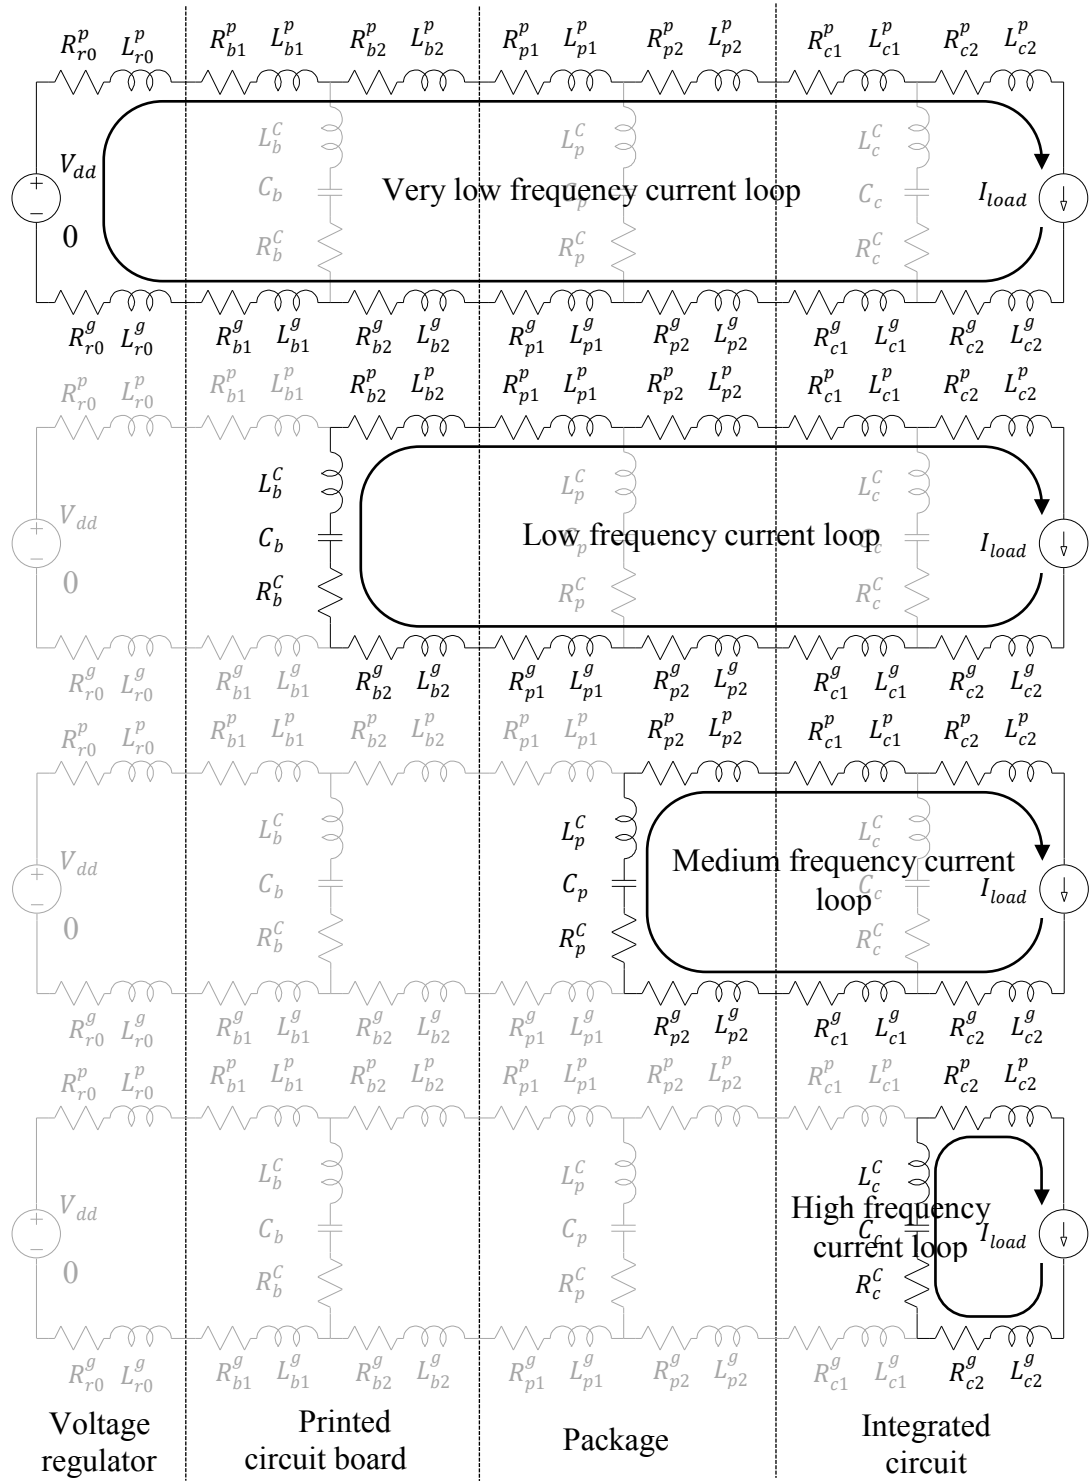 R_{r0}^p L_{r0}^p R_{b1}^p L_{b1}^p R_{b2}^p L_{b2}^p R_{p1}^p L_{p1}^p R_{p2}^p L_{p2}^p R_{c1}^p L_{c1}^p R_{c2}^p L_{c2}^p
L_b^C L_p^C L_c^C
V_{dd} + C_b C_p C_c I_{load}
Very low frequency current loop
− 0 R_b^C R_p^C R_c^C
R_{r0}^g L_{r0}^g R_{b1}^g L_{b1}^g R_{b2}^g L_{b2}^g R_{p1}^g L_{p1}^g R_{p2}^g L_{p2}^g R_{c1}^g L_{c1}^g R_{c2}^g L_{c2}^g
R_{r0}^p L_{r0}^p R_{b1}^p L_{b1}^p R_{b2}^p L_{b2}^p R_{p1}^p L_{p1}^p R_{p2}^p L_{p2}^p R_{c1}^p L_{c1}^p R_{c2}^p L_{c2}^p
L_b^C L_p^C L_c^C
V_{dd} + C_b C_p C_c I_{load}
Low frequency current loop
− 0 R_b^C R_p^C R_c^C
R_{r0}^g L_{r0}^g R_{b1}^g L_{b1}^g R_{b2}^g L_{b2}^g R_{p1}^g L_{p1}^g R_{p2}^g L_{p2}^g R_{c1}^g L_{c1}^g R_{c2}^g L_{c2}^g
R_{r0}^p L_{r0}^p R_{b1}^p L_{b1}^p R_{b2}^p L_{b2}^p R_{p1}^p L_{p1}^p R_{p2}^p L_{p2}^p R_{c1}^p L_{c1}^p R_{c2}^p L_{c2}^p
L_b^C L_p^C L_c^C
V_{dd} + C_b C_p C_c I_{load}
Medium frequency current
loop
− 0 R_b^C R_p^C R_c^C
R_{r0}^g L_{r0}^g R_{b1}^g L_{b1}^g R_{b2}^g L_{b2}^g R_{p1}^g L_{p1}^g R_{p2}^g L_{p2}^g R_{c1}^g L_{c1}^g R_{c2}^g L_{c2}^g
R_{r0}^p L_{r0}^p R_{b1}^p L_{b1}^p R_{b2}^p L_{b2}^p R_{p1}^p L_{p1}^p R_{p2}^p L_{p2}^p R_{c1}^p L_{c1}^p R_{c2}^p L_{c2}^p
L_b^C L_p^C L_c^C
V_{dd} + C_b C_p C_c I_{load}
High frequency
current loop
− 0 R_b^C R_p^C R_c^C
R_{r0}^g L_{r0}^g R_{b1}^g L_{b1}^g R_{b2}^g L_{b2}^g R_{p1}^g L_{p1}^g R_{p2}^g L_{p2}^g R_{c1}^g L_{c1}^g R_{c2}^g L_{c2}^g
Voltage
regulator
Printed
circuit board
Package
Integrated
circuit